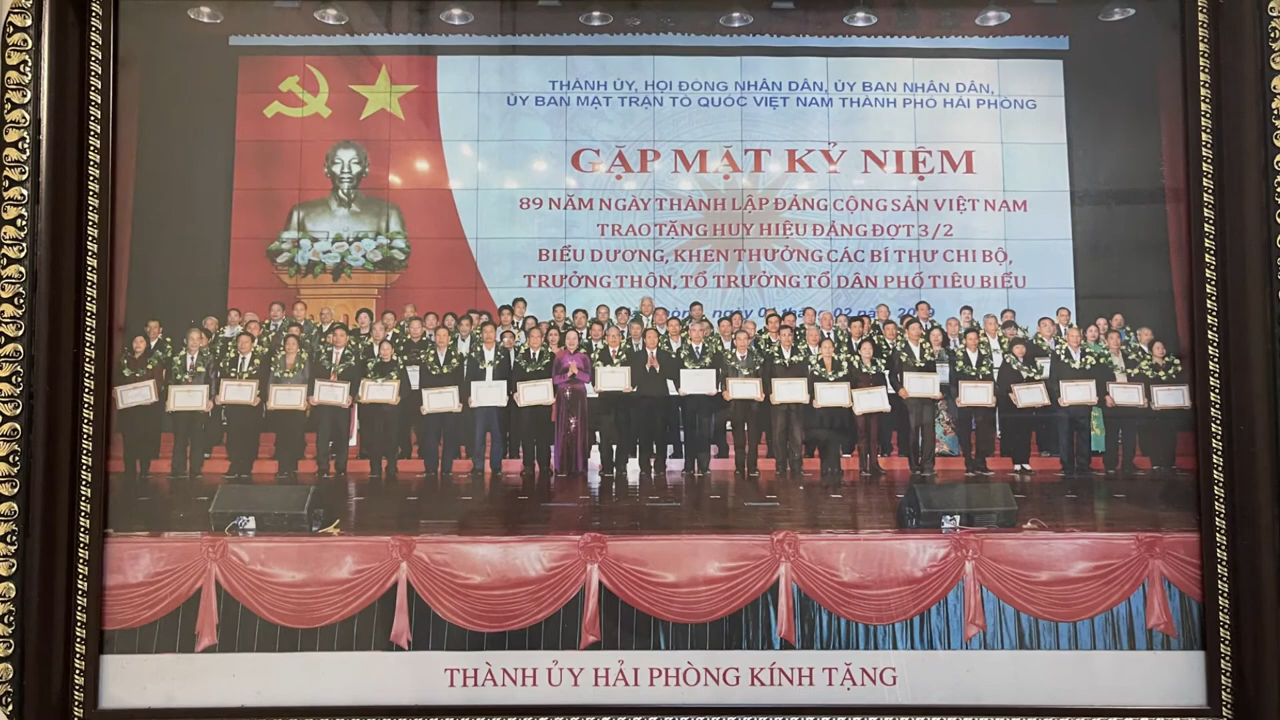 THÀNH ỦY, HỘI ĐỒNG NHÂN DÂN, ỦY BAN NHÂN DÂN,
ỦY BAN MẶT TRẬN TỔ QUỐC VIỆT NAM THÀNH PHỐ HẢI PHÒNG
GẶP MẶT KỶ NIỆM
89 NĂM NGÀY THÀNH LẬP ĐẢNG CỘNG SẢN VIỆT NAM
TRAO TẶNG HUY HIỆU ĐẢNG ĐỢT 3/2
BIỂU DƯƠNG, KHEN THƯỞNG CÁC BÍ THƯ CHI BỘ,
TRƯỞNG THÔN, TỔ TRƯỞNG TỔ DÂN PHỐ TIÊU BIỂU
ngày 02
THÀNH ỦY HẢI PHÒNG KÍNH TẶNG